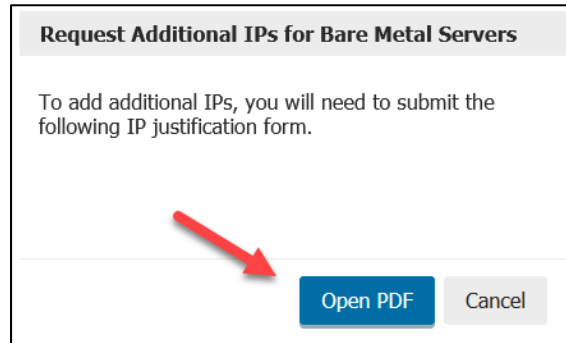 Request Additional IPs for Bare Metal Servers
To add additional IPs, you will need to submit the
following IP justification form.
Open PDF
Cancel